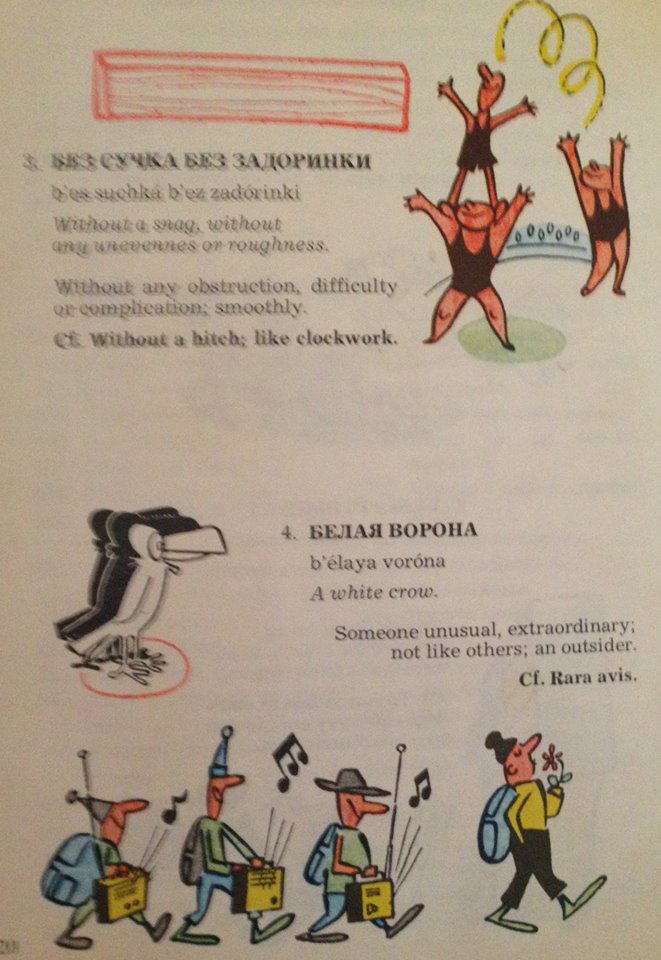 3. БЕЗ СУЧКА БЕЗ ЗАДОРИНКИ
b'es suchká b'ez zadórinki
Without a snag, without
any unevennes or roughness.
Without any obstruction, difficulty
or complication; smoothly.
Cf. Without a hitch; like clockwork.
4. БЕЛАЯ ВОРОНА
b'élaya voróna
A white crow.
Someone unusual, extraordinary;
not like others; an outsider.
Cf. Rara avis.